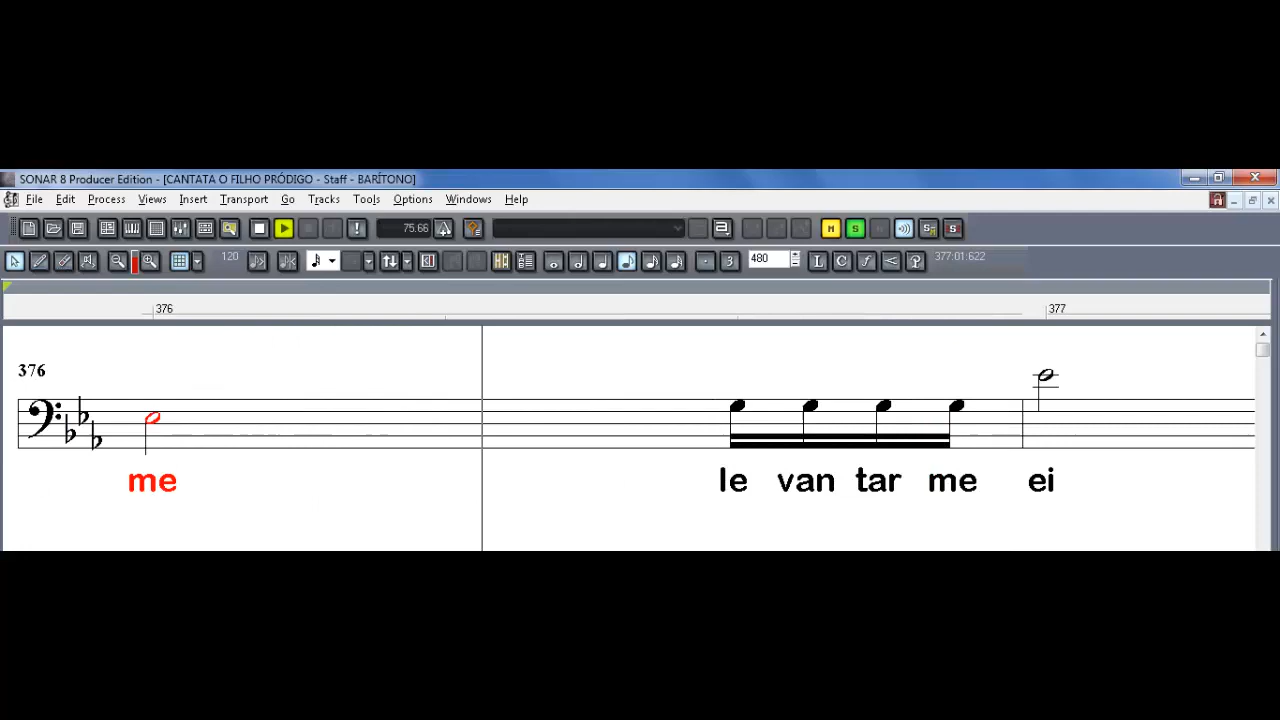 SONAR 8 Producer Edition - [CANTATA O FILHO PRÓDIGO - Staff - BARÍTONO]
File Edit Process Views Insert Transport Go Tracks Tools Options Windows Help
75.66 M S
120 3 480 L C 377:01:622
376 377
376
me le van tar me ei